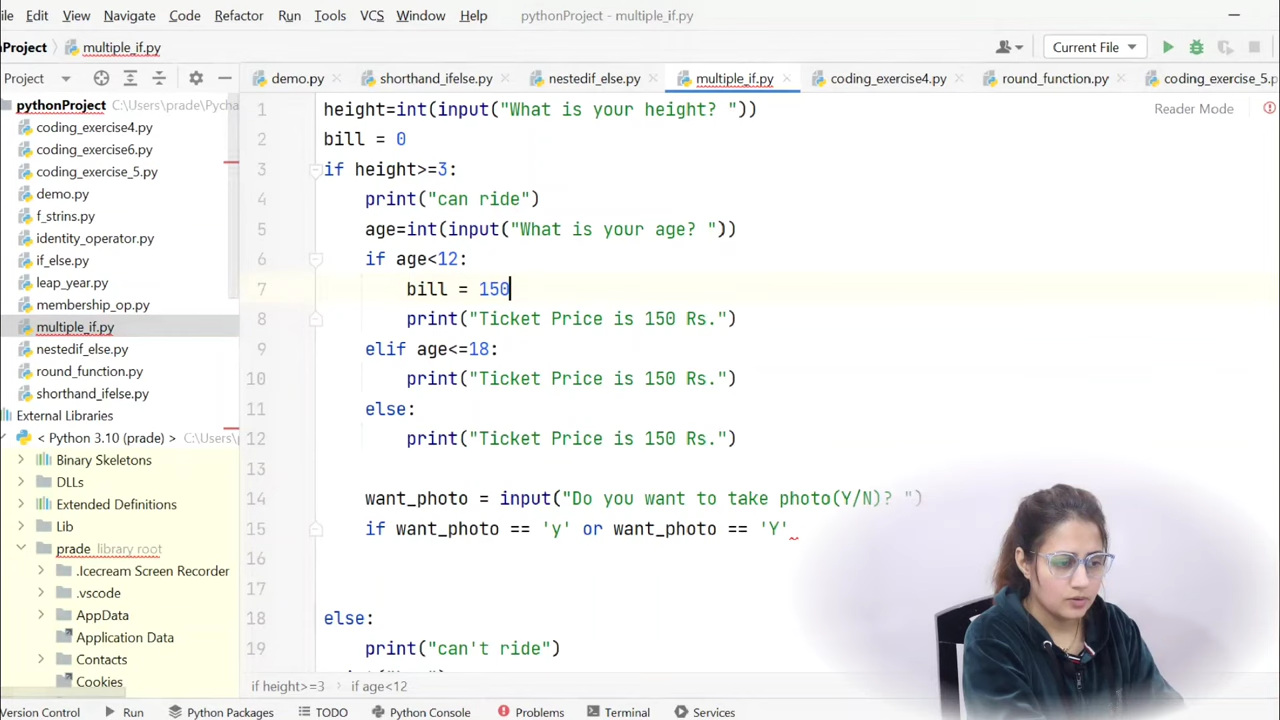 ile Edit View Navigate Code Refactor Run Tools VCS Window Help pythonProject - multiple_if.py
nProject multiple_if.py Current File
Project demo.py shorthand_ifelse.py nestedif_else.py multiple_if.py coding_exercise4.py round_function.py coding_exercise_5.p
pythonProject C:\Users\prade\Pycha
coding_exercise4.py
coding_exercise6.py
coding_exercise_5.py
demo.py
f_strins.py
identity_operator.py
if_else.py
leap_year.py
membership_op.py
multiple_if.py
nestedif_else.py
round_function.py
shorthand_ifelse.py
External Libraries
< Python 3.10 (prade) > C:\Users\
Binary Skeletons
DLLs
Extended Definitions
Lib
prade library root
.Icecream Screen Recorder
.vscode
AppData
Application Data
Contacts
Cookies
Reader Mode
1 height=int(input("What is your height? "))
2 bill = 0
3 if height>=3:
4 print("can ride")
5 age=int(input("What is your age? "))
6 if age<12:
7 bill = 150
8 print("Ticket Price is 150 Rs.")
9 elif age<=18:
10 print("Ticket Price is 150 Rs.")
11 else:
12 print("Ticket Price is 150 Rs.")
13
14 want_photo = input("Do you want to take photo(Y/N)? ")
15 if want_photo == 'y' or want_photo == 'Y'
16
17
18 else:
19 print("can't ride")
if height>=3 if age<12
Version Control Run Python Packages TODO Python Console Problems Terminal Services